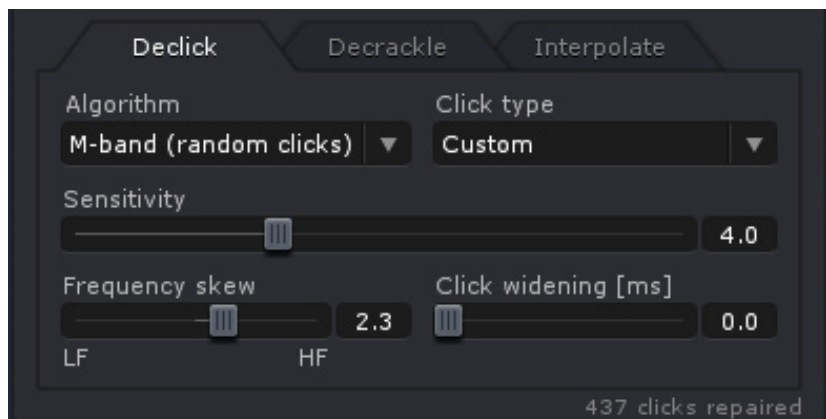 Declick Decrackle Interpolate
Algorithm Click type
M-band (random clicks) Custom
Sensitivity
4.0
Frequency skew Click widening [ms]
2.3 0.0
LF HF
437 clicks repaired